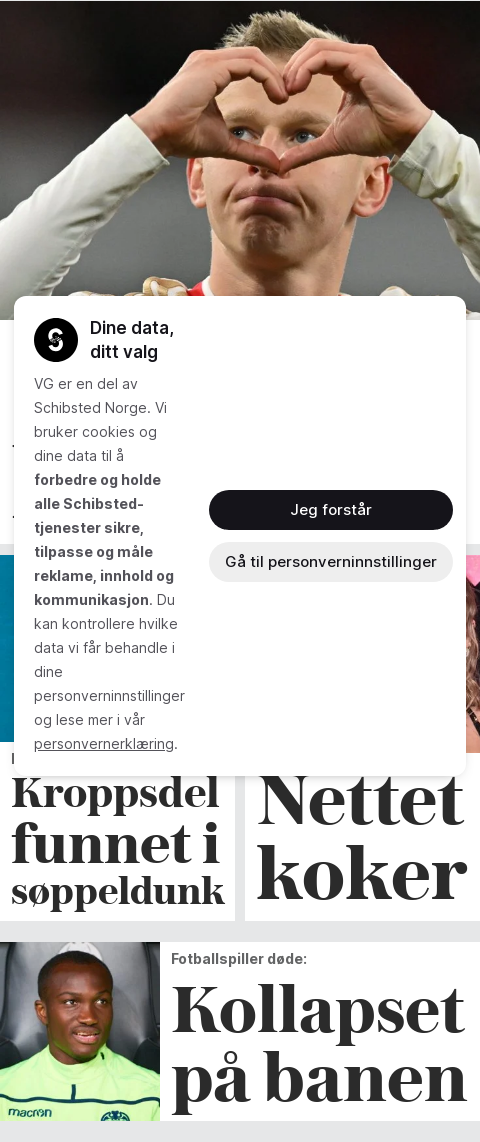 Dine data,
ditt valg
VG er en del av
Schibsted Norge. Vi
bruker cookies og
dine data til å
forbedre og holde
alle Schibsted-
tjenester sikre,
tilpasse og måle
reklame, innhold og
kommunikasjon. Du
kan kontrollere hvilke
data vi får behandle i
dine
personverninnstillinger
og lese mer i vår
personvernerklæring.
Jeg forstår
Gå til personverninnstillinger
Kroppsdel
funnet i
søppeldunk
Nettet
koker
Fotballspiller døde:
Kollapset
på banen
macron